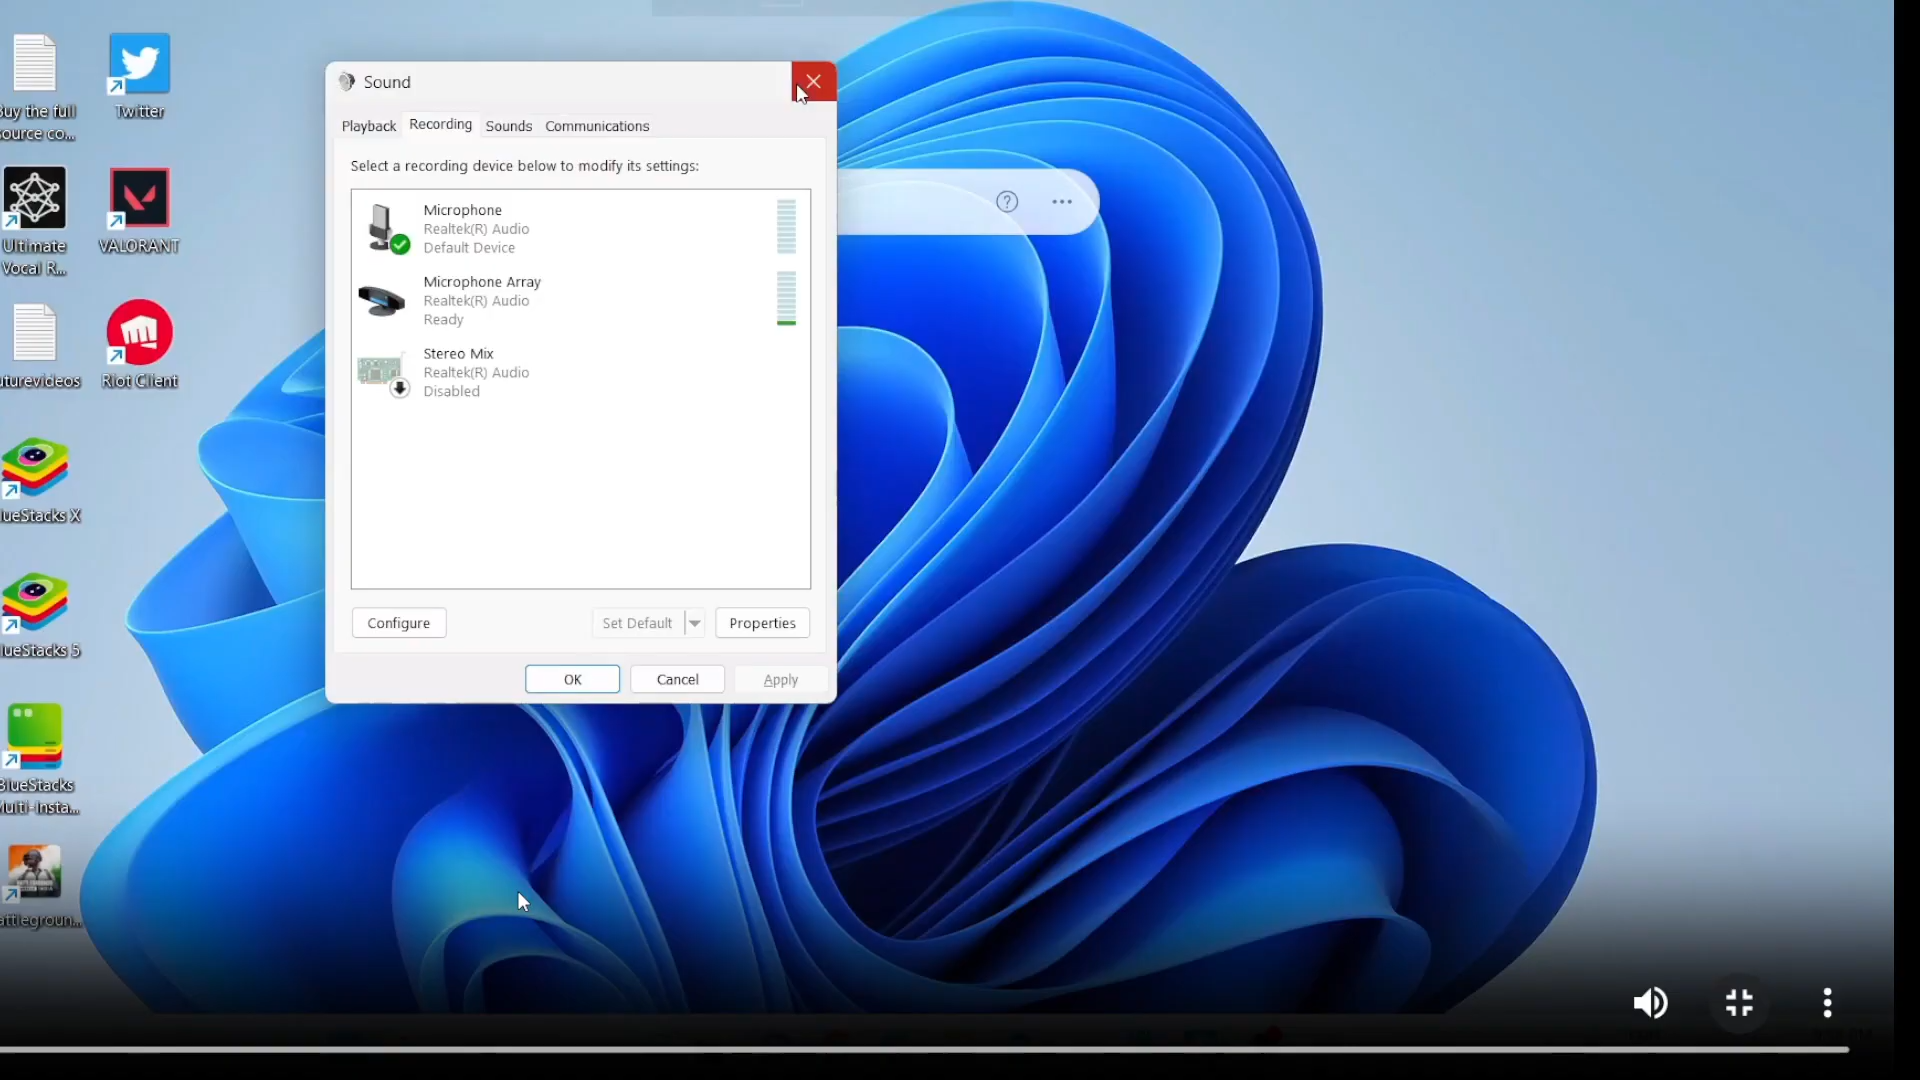 Sound
Playback
Recording
Sounds
Communications
Select a recording device below to modify its settings:
Microphone
Realtek(R) Audio
Default Device
Microphone Array
Realtek(R) Audio
Ready
Stereo Mix
Realtek(R) Audio
Disabled
Configure
Set Default
Properties
OK
Cancel
Apply
Buy the full
source co...
Twitter
Ultimate
Vocal R...
VALORANT
uturevideos
Riot Client
lueStacks X
lueStacks 5
BlueStacks
Multi-Insta...
attlegroun...